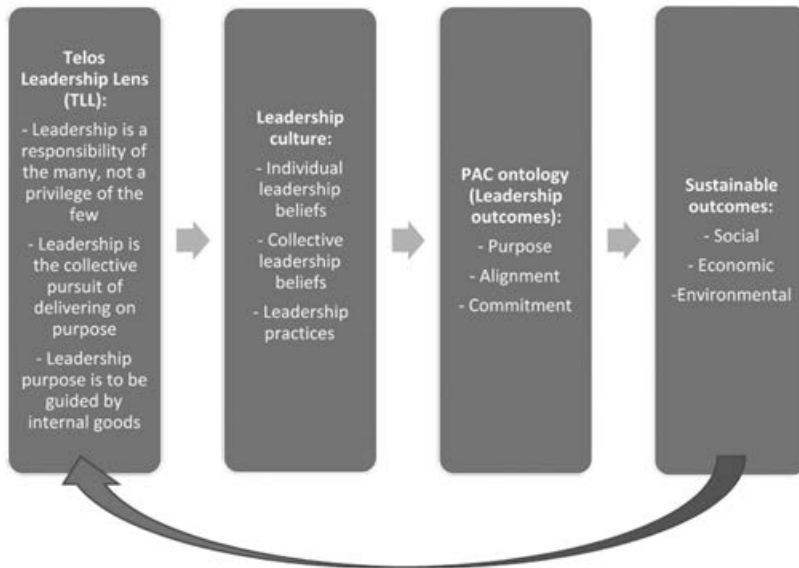 Telos
Leadership Lens
(TLL):
- Leadership is a
responsibility of
the many, not a
privilege of the
few
- Leadership is
the collective
pursuit of
delivering on
purpose
- Leadership
purpose is to be
guided by
internal goods
Leadership
culture:
- Individual
leadership
beliefs
- Collective
leadership
beliefs
- Leadership
practices
PAC ontology
(Leadership
outcomes):
- Purpose
- Alignment
- Commitment
Sustainable
outcomes:
- Social
- Economic
-Environmental